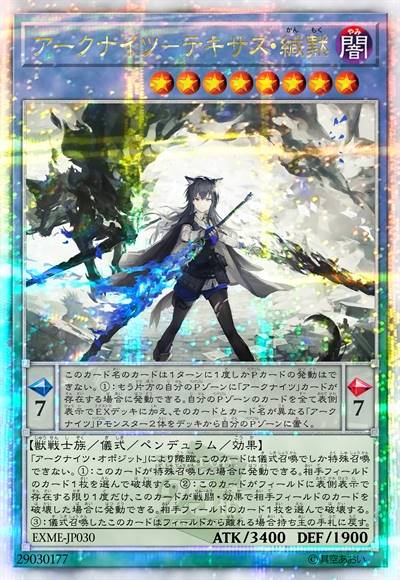 アークナイツ－テキサス・緘黙
かん もく
やみ
闇
このカード名のカードは1ターンに1度しかPカードの発動はで
きない。①：もう片方の自分のPゾーンに「アークナイツ」カードが
存在する場合に発動できる。自分のPゾーンのカードを全て表側
表示でEXデッキに加え、そのカードとカード名が異なる「アークナイツ」
Pモンスター2体をデッキから自分のPゾーンに置く。
7
7
【獣戦士族／儀式／ペンデュラム／効果】
「アークナイツ・オポジット」により降臨。このカードは儀式召喚でしか特殊召喚
できない。①：このカードが特殊召喚した場合に発動できる。相手フィール
ドのカード1枚を選んで破壊する。②：このカードがフィールドに表側表示で
存在する限り1度だけ、このカードが戦闘・効果で相手フィールドのカード
を破壊した場合に発動できる。相手フィールドのカード1枚を選んで破壊する。
③：儀式召喚したこのカードはフィールドから離れる場合持ち主の手札に戻す。
EXME-JP030
ATK/3400
DEF/1900
29030177
©真空あおい